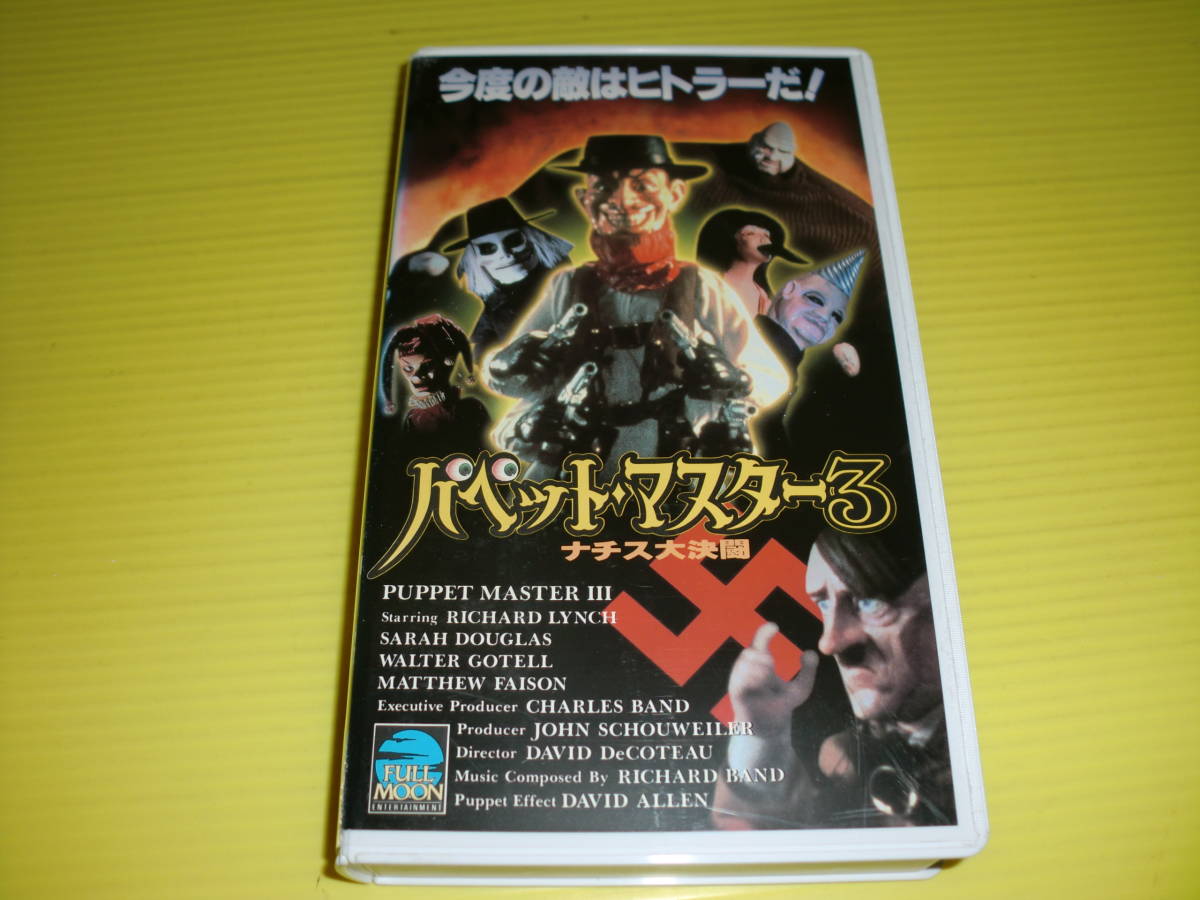 今度の敵はヒトラーだ!
パペット・マスター3
ナチス大決闘
PUPPET MASTER III
Starring RICHARD LYNCH
SARAH DOUGLAS
WALTER GOTELL
MATTHEW FAISON
Executive Producer CHARLES BAND
Producer JOHN SCHOUWEILER
Director DAVID DeCOTEAU
Music Composed By RICHARD BAND
Puppet Effect DAVID ALLEN
FULL
MOON
ENTERTAINMENT